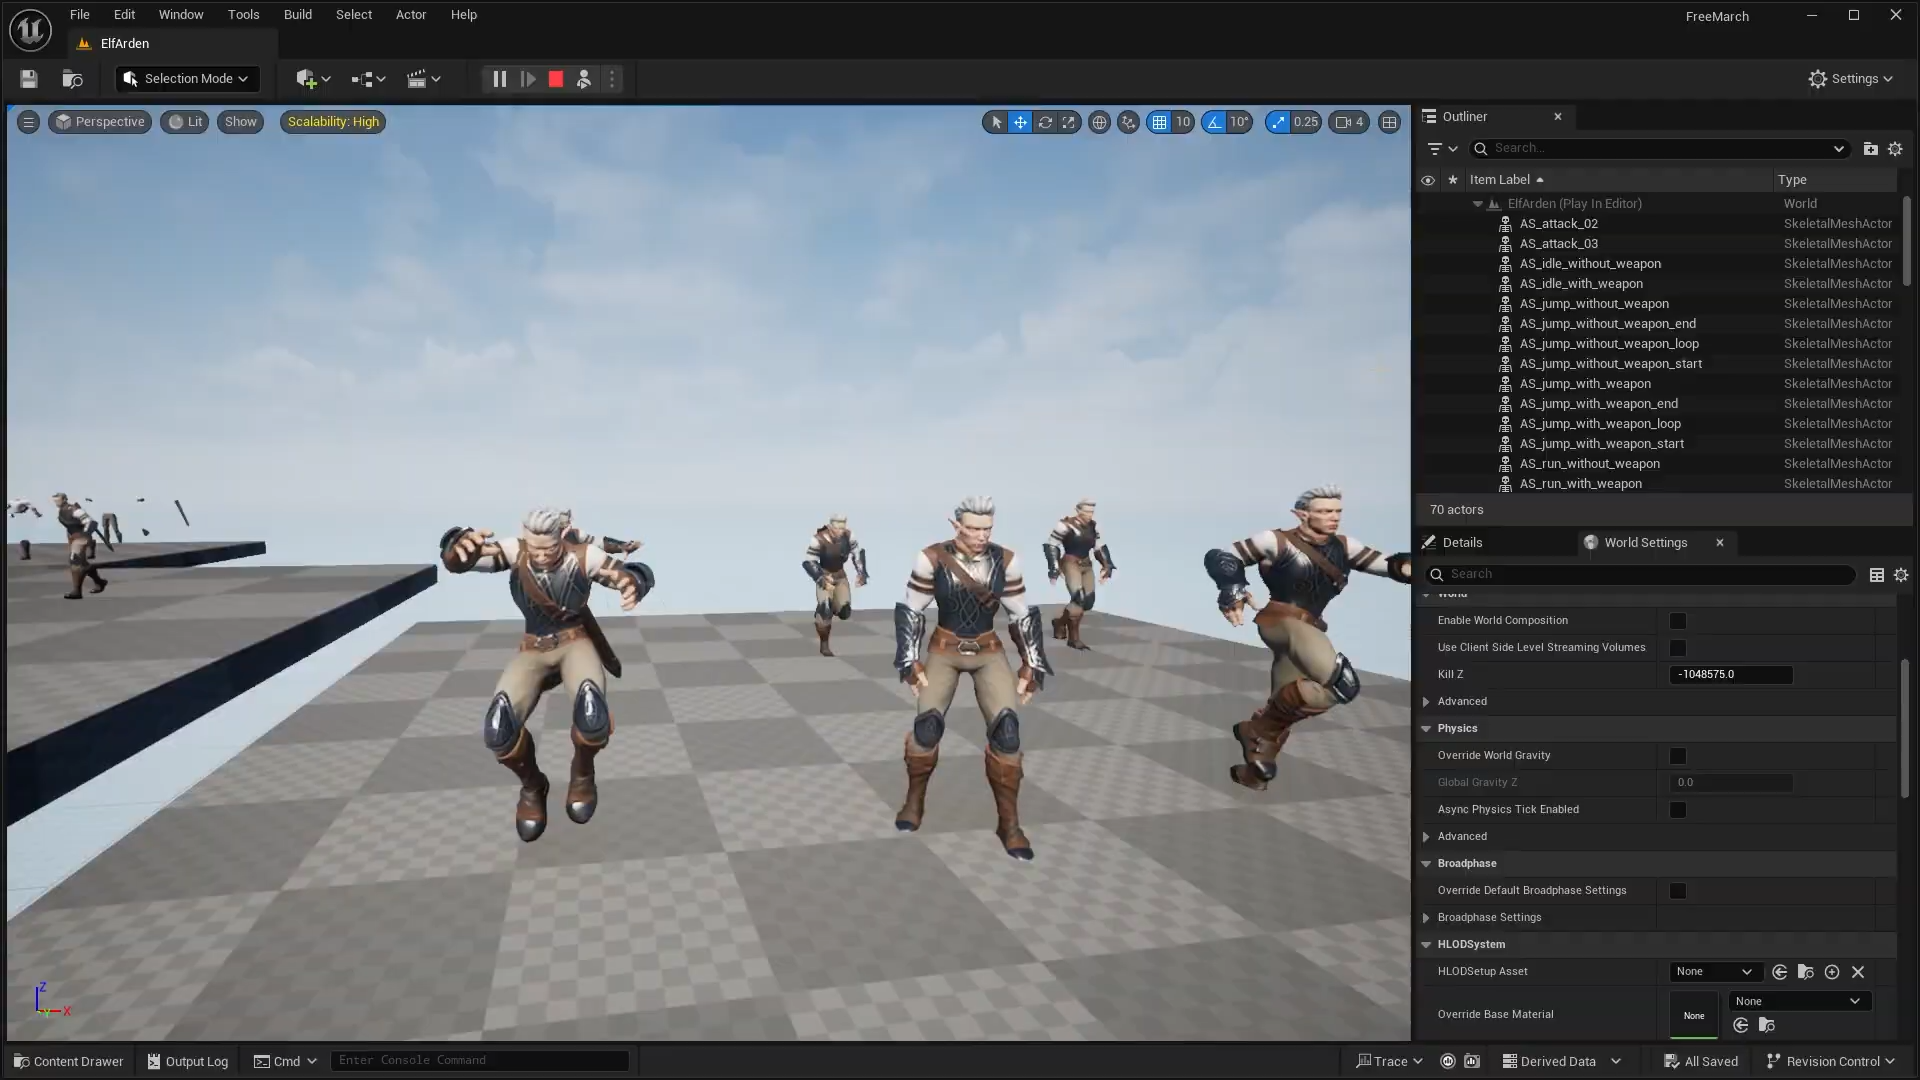 File Edit Window Tools Build Select Actor Help
FreeMarch
ElfArden
Selection Mode
Settings
Perspective Lit Show Scalability: High
10 10° 0.25 4
Outliner
Search...
Item Label Type
ElfArden (Play In Editor) World
AS_attack_02 SkeletalMeshActor
AS_attack_03 SkeletalMeshActor
AS_idle_without_weapon SkeletalMeshActor
AS_idle_with_weapon SkeletalMeshActor
AS_jump_without_weapon SkeletalMeshActor
AS_jump_without_weapon_end SkeletalMeshActor
AS_jump_without_weapon_loop SkeletalMeshActor
AS_jump_without_weapon_start SkeletalMeshActor
AS_jump_with_weapon SkeletalMeshActor
AS_jump_with_weapon_end SkeletalMeshActor
AS_jump_with_weapon_loop SkeletalMeshActor
AS_jump_with_weapon_start SkeletalMeshActor
AS_run_without_weapon SkeletalMeshActor
AS_run_with_weapon SkeletalMeshActor
70 actors
Details World Settings
Search
World
Enable World Composition
Use Client Side Level Streaming Volumes
Kill Z -1048575.0
Advanced
Physics
Override World Gravity
Global Gravity Z 0.0
Async Physics Tick Enabled
Advanced
Broadphase
Override Default Broadphase Settings
Broadphase Settings
HLODSystem
HLODSetup Asset None
None
Override Base Material None
Z
Y X
Content Drawer Output Log Cmd Enter Console Command Trace Derived Data All Saved Revision Control